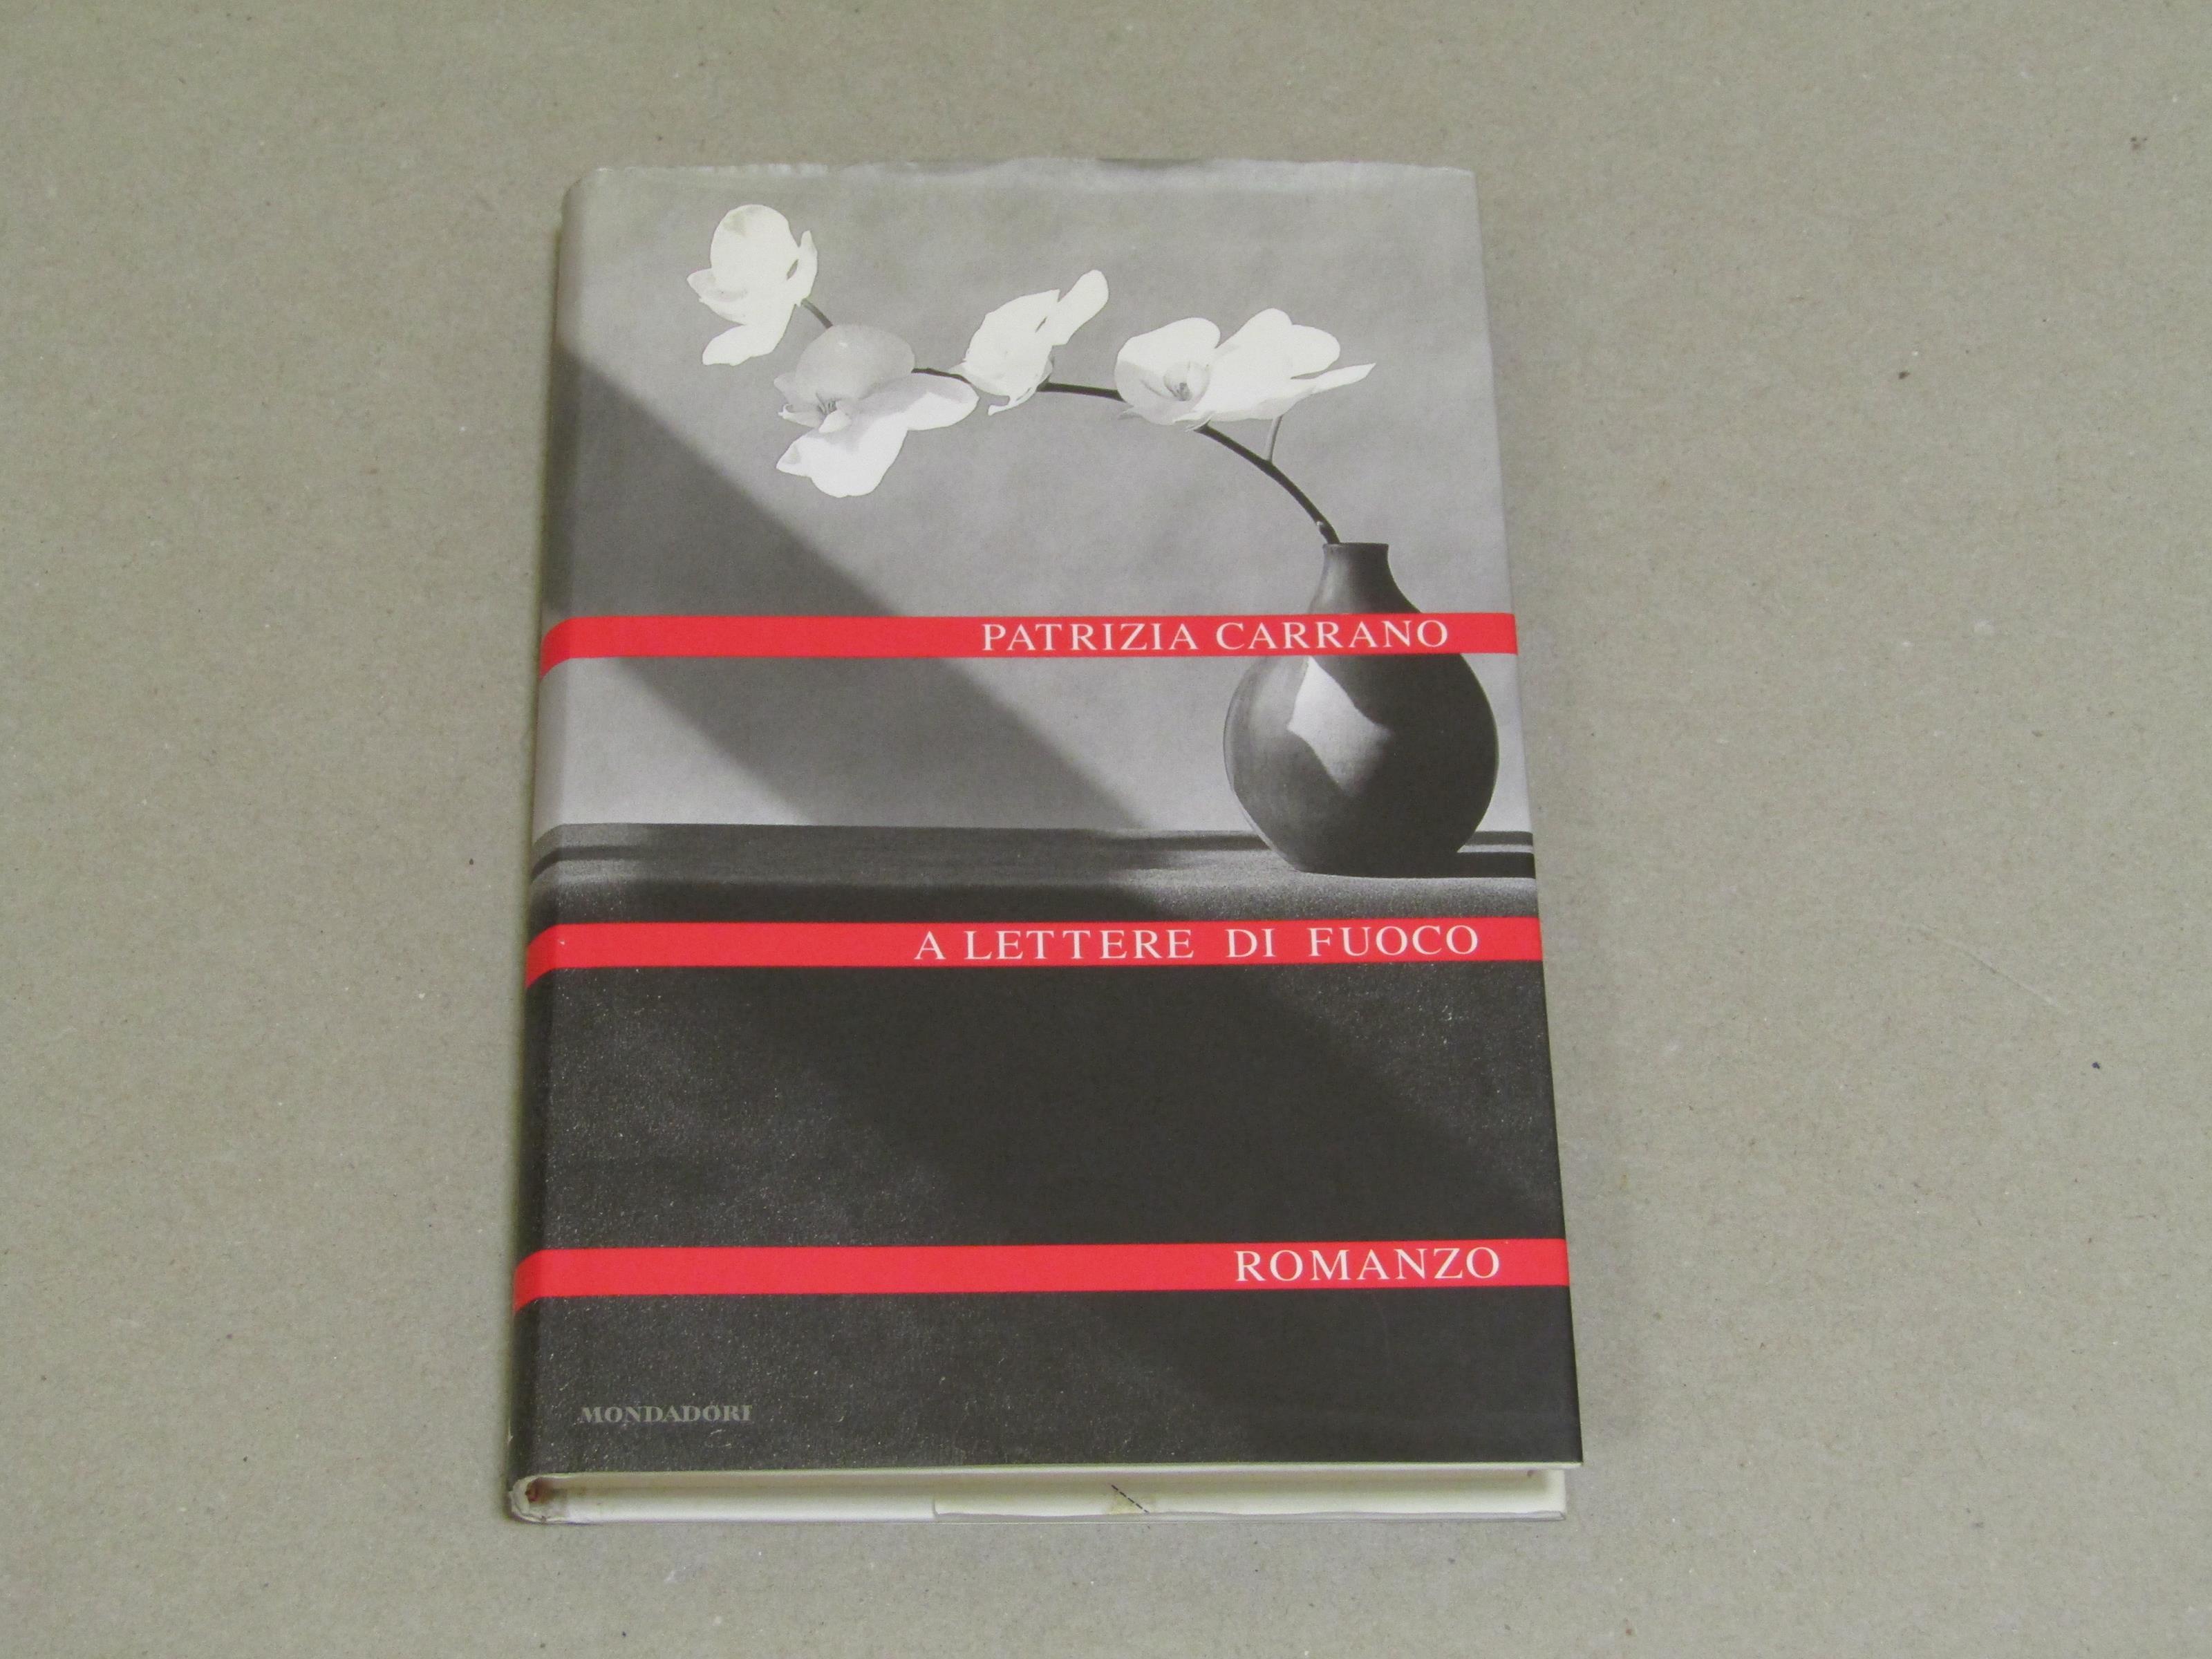 PATRIZIA CARRANO
A LETTERE DI FUOCO
ROMANZO
MONDADORI